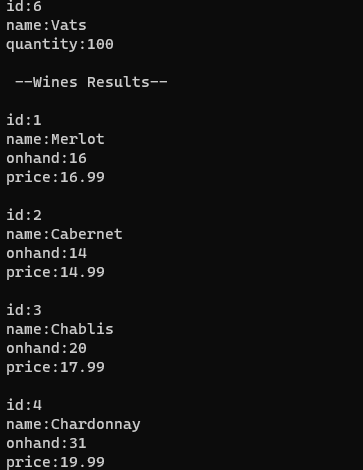 id:6
name:Vats
quantity:100
--Wines Results--
id:1
name:Merlot
onhand:16
price:16.99
id:2
name:Cabernet
onhand:14
price:14.99
id:3
name:Chablis
onhand:20
price:17.99
id:4
name:Chardonnay
onhand:31
price:19.99